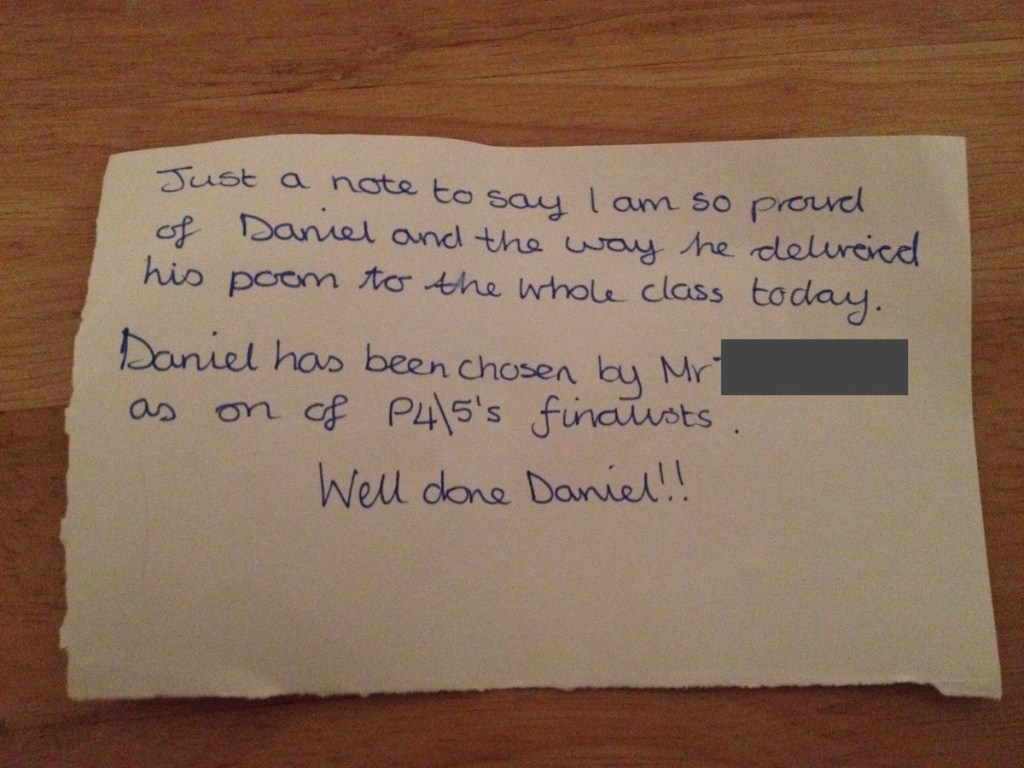 Just a note to say I am so proud
of Daniel and the way he delivered
his poem to the whole class today.
Daniel has been chosen by Mr
as on of P4\5's finalists.
Well done Daniel!!